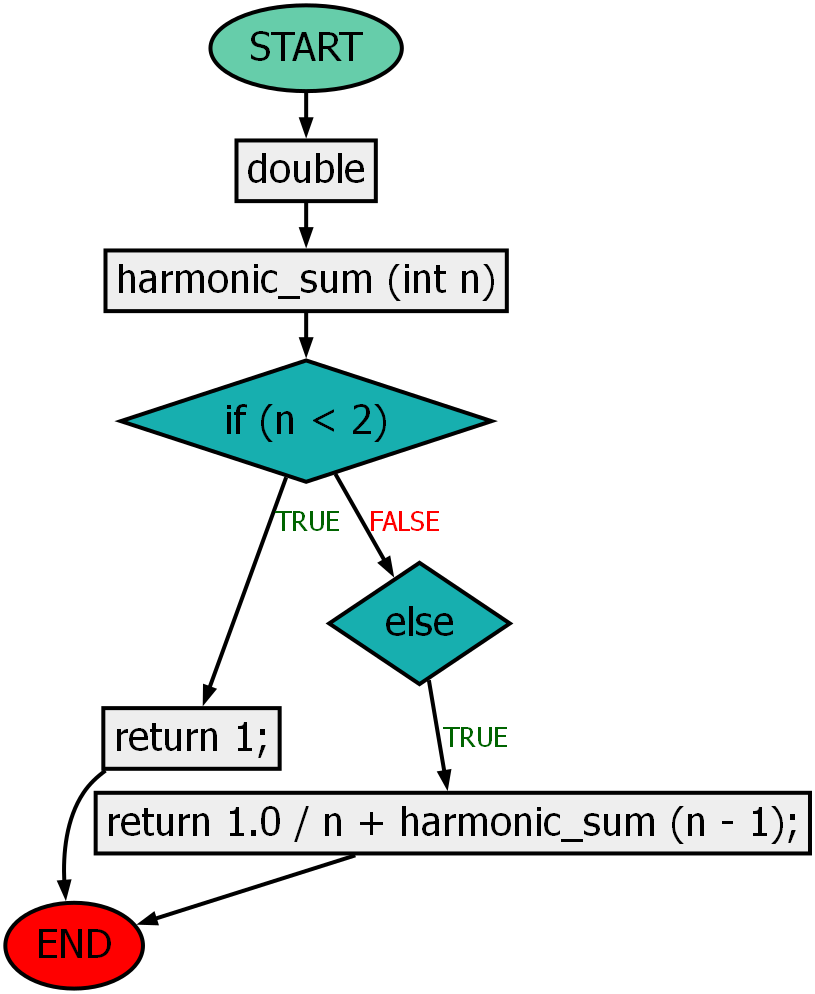 START
double
harmonic_sum (int n)
if (n < 2)
TRUE
FALSE
else
return 1;
TRUE
return 1.0 / n + harmonic_sum (n - 1);
END